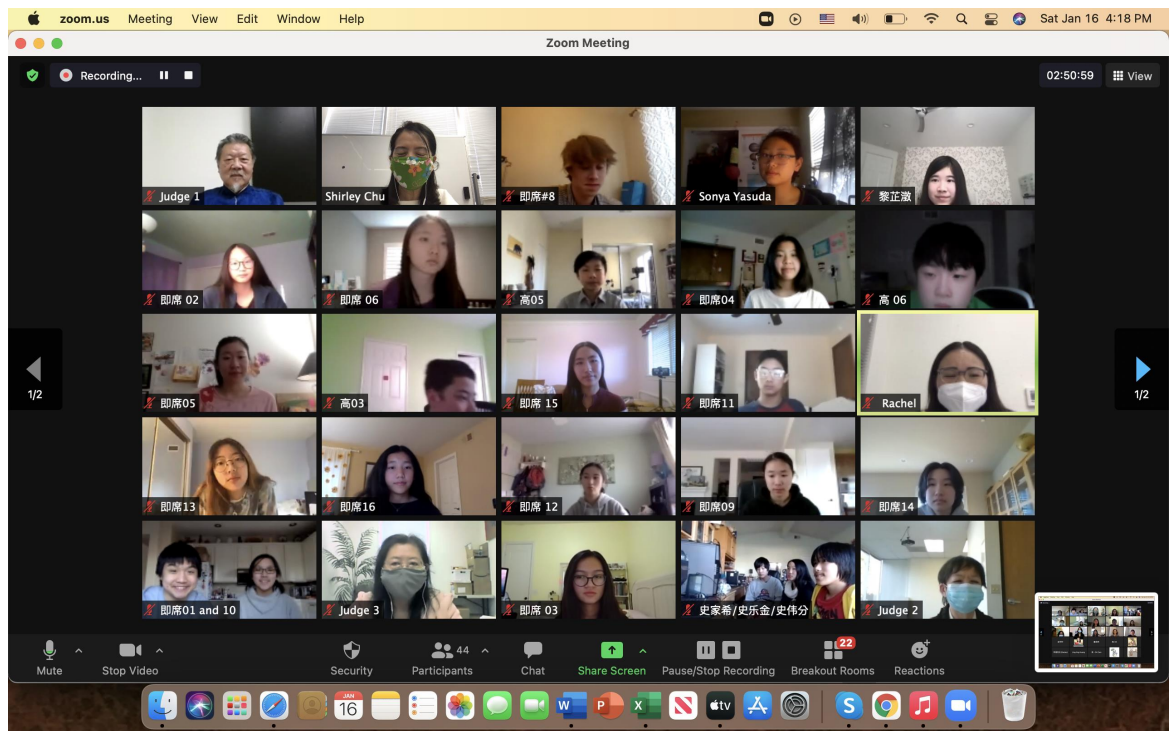 zoom.us Meeting View Edit Window Help Sat Jan 16 4:18 PM
Zoom Meeting
Recording... 02:50:59 View
Judge 1 Shirley Chu 即席#8 Sonya Yasuda 黎芷澂
即席 02 即席 06 高05 即席04 高 06
1/2 1/2
即席05 高03 即席 15 即席11 Rachel
即席13 即席16 即席 12 即席09 即席14
即席01 and 10 Judge 3 即席 03 史家希/史乐金/史伟分 Judge 2
44 22
Mute Stop Video Security Participants Chat Share Screen Pause/Stop Recording Breakout Rooms Reactions
JAN
16 W P X tv S